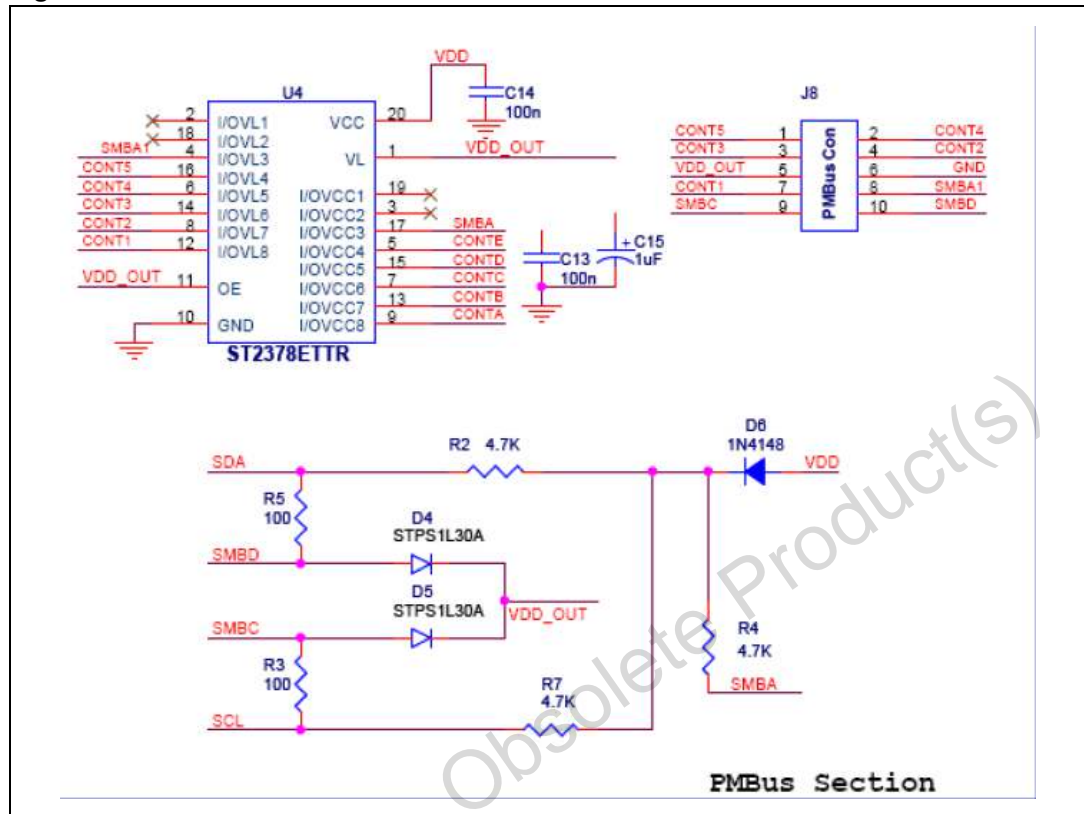 VDD
U4
C14
100n
2
I/OVL1
18
I/OVL2
SMBA1
4
I/OVL3
CONT5
16
I/OVL4
CONT4
6
I/OVL5
CONT3
14
I/OVL6
CONT2
8
I/OVL7
CONT1
12
I/OVL8
VDD_OUT
11
OE
10
GND
VCC
20
VL
1
VDD_OUT
I/OVCC1
19
I/OVCC2
3
I/OVCC3
17
SMBA
I/OVCC4
5
CONTE
I/OVCC5
15
CONTD
I/OVCC6
7
CONTC
I/OVCC7
13
CONTB
I/OVCC8
9
CONTA
ST2378ETTR
C13
100n
+
C15
1uF
J8
PMBusCon
CONT5 1 2 CONT4
CONT3 3 4 CONT2
VDD_OUT 5 6 GND
CONT1 7 8 SMBA1
SMBC 9 10 SMBD
SDA
R2 4.7K
D6
1N4148
VDD
R5
100
D4
STPS1L30A
SMBD
D5
STPS1L30A
VDD_OUT
SMBC
R3
100
R4
4.7K
SMBA
R7
4.7K
SCL
Obsolete Product(s)
PMBus Section